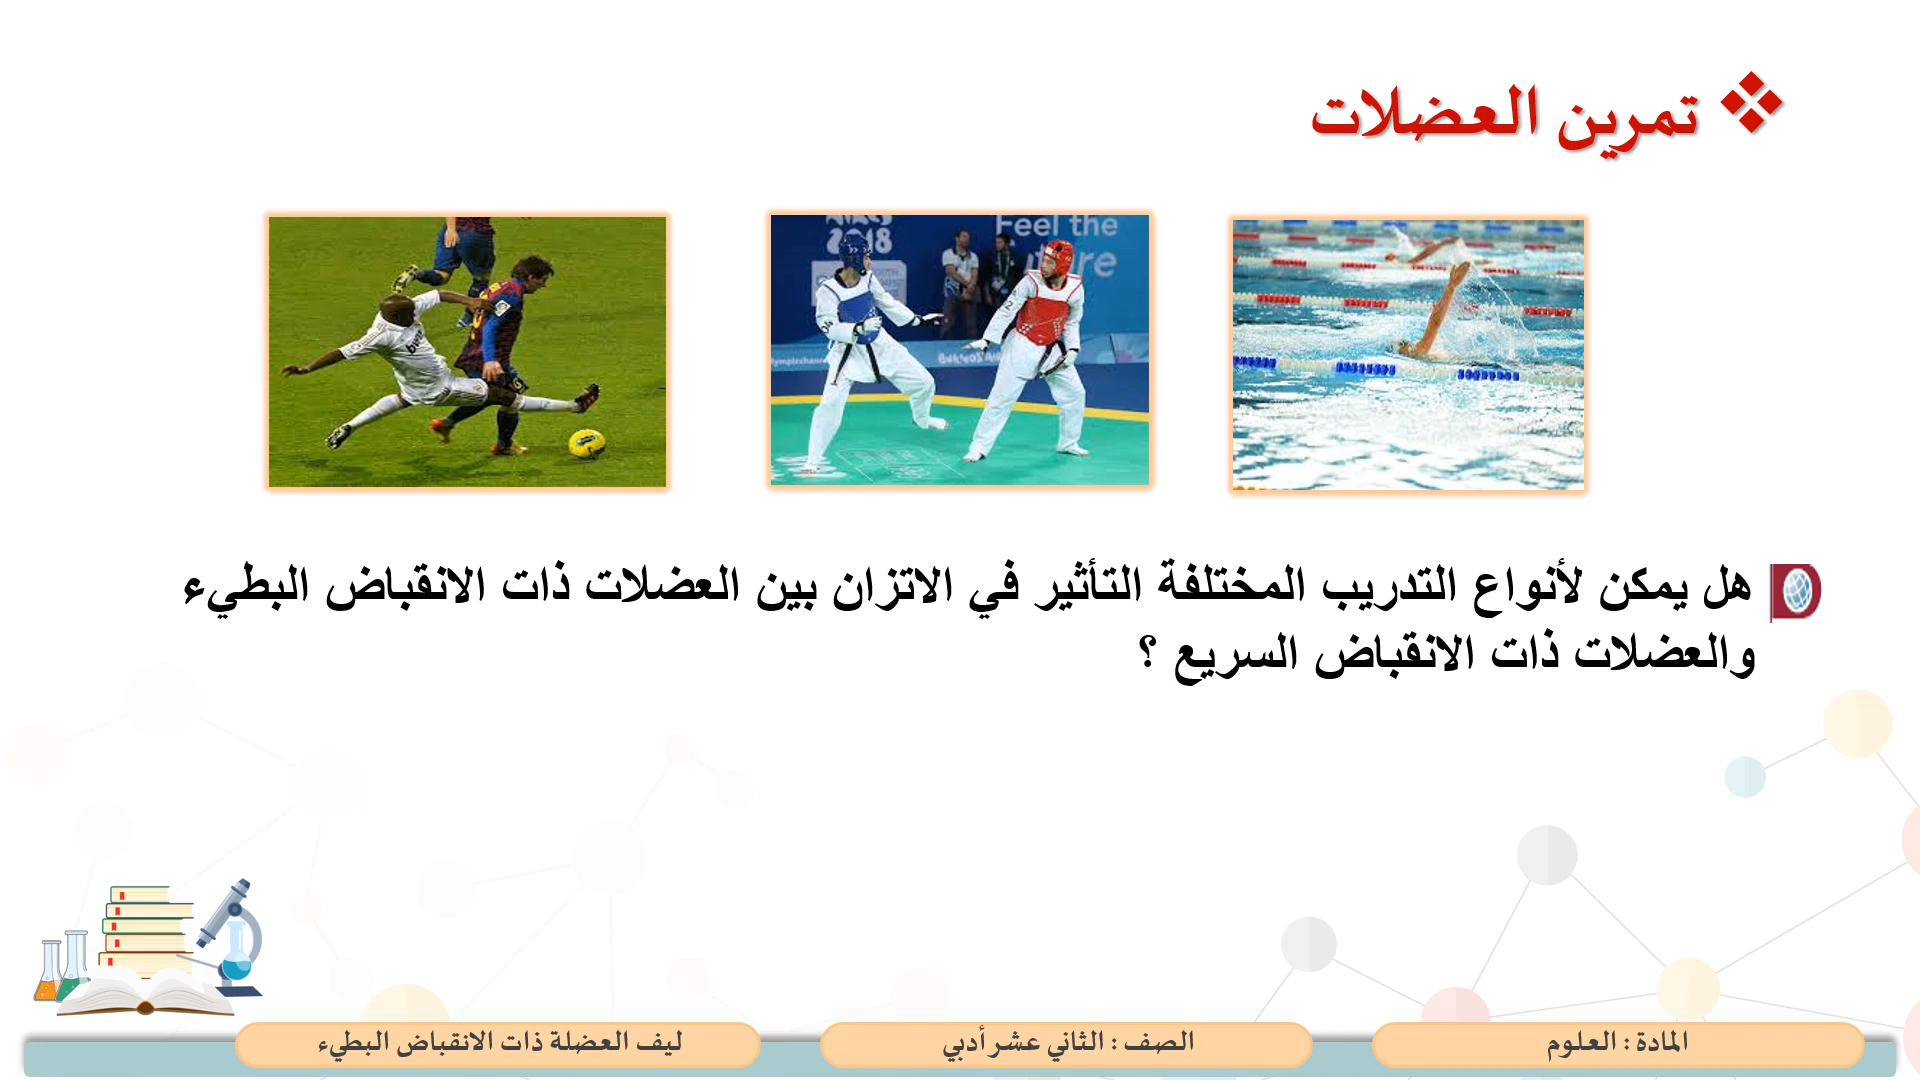 ❖ تمرين العضلات
2018
Feel the
هل يمكن لأنواع التدريب المختلفة التأثير في الاتزان بين العضلات ذات الانقباض البطيء
والعضلات ذات الانقباض السريع ؟
المادة : العلوم
الصف : الثاني عشر أدبي
ليف العضلة ذات الانقباض البطيء